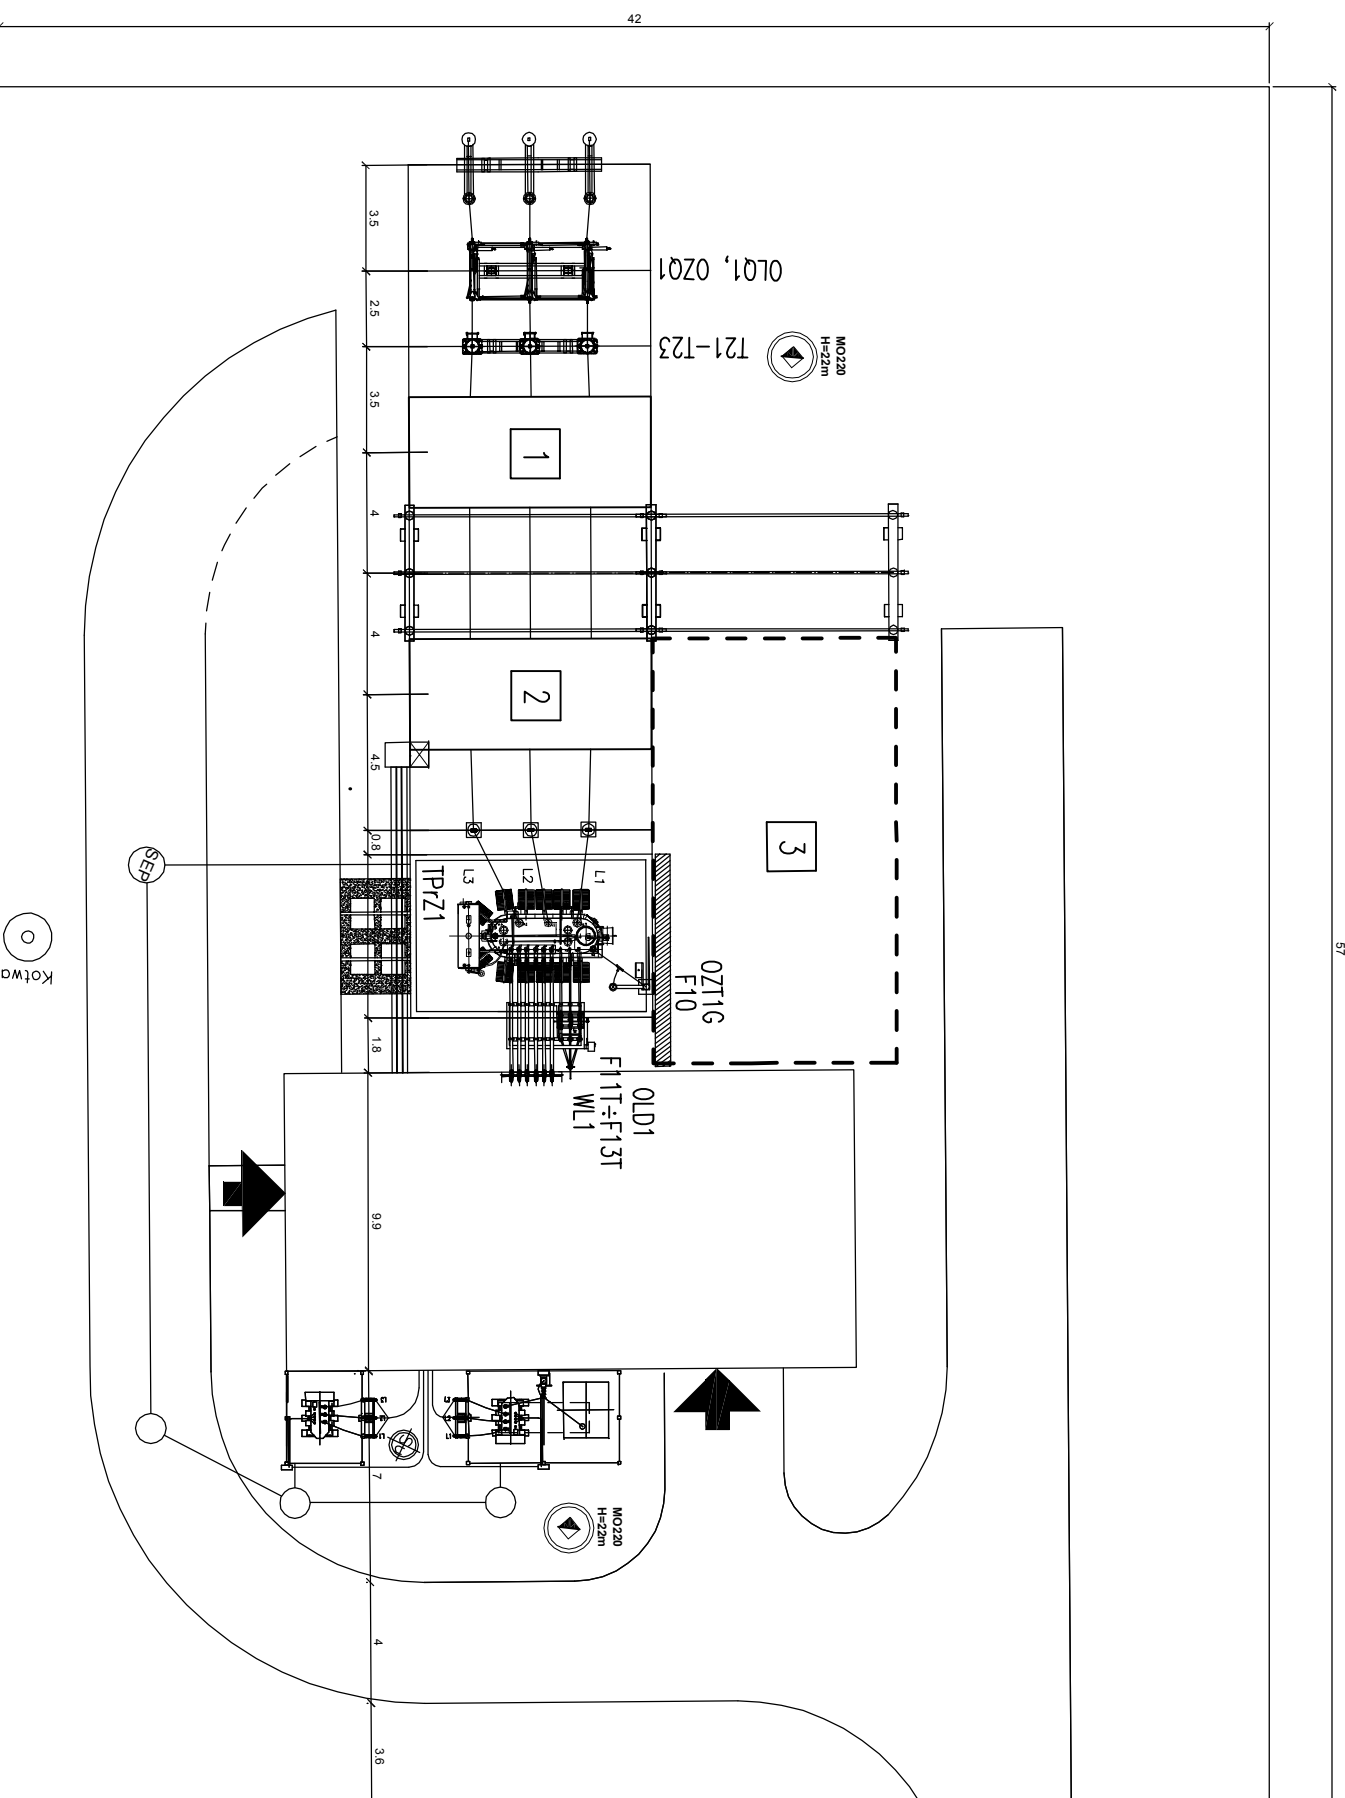 42
57
3.5
OLQ1, OZQ1
2.5
T21-T23
MO220
H=22m
3.5
1
4
4
2
4.5
3
0.8
SEP
L1
L2
L3
TPrZ1
Kotwa
OZT1G
F10
1.8
OLD1
F11T÷F13T
WL1
9.9
7
MO220
H=22m
4
3.6